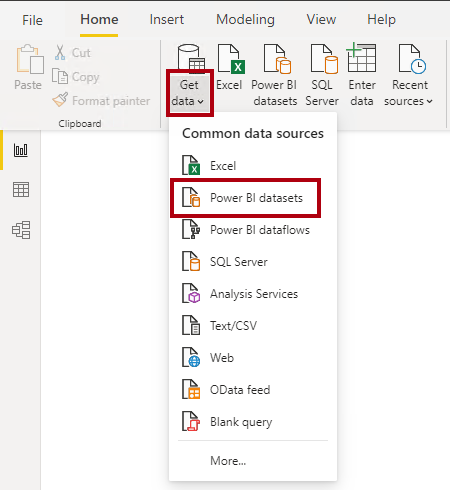 File
Home
Insert
Modeling
View
Help
Paste
Cut
Copy
Format painter
Clipboard
Get
data
Excel
Power BI
datasets
SQL
Server
Enter
data
Recent
sources
Common data sources
Excel
Power BI datasets
Power BI dataflows
SQL Server
Analysis Services
Text/CSV
Web
OData feed
Blank query
More...